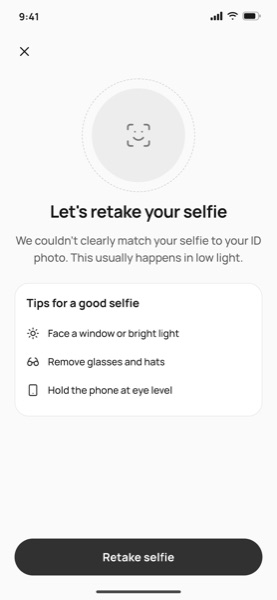 9:41
Let's retake your selfie
We couldn't clearly match your selfie to your ID
photo. This usually happens in low light.
Tips for a good selfie
Face a window or bright light
Remove glasses and hats
Hold the phone at eye level
Retake selfie